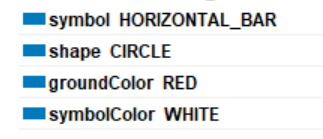 symbol HORIZONTAL_BAR
shape CIRCLE
groundColor RED
symbolColor WHITE